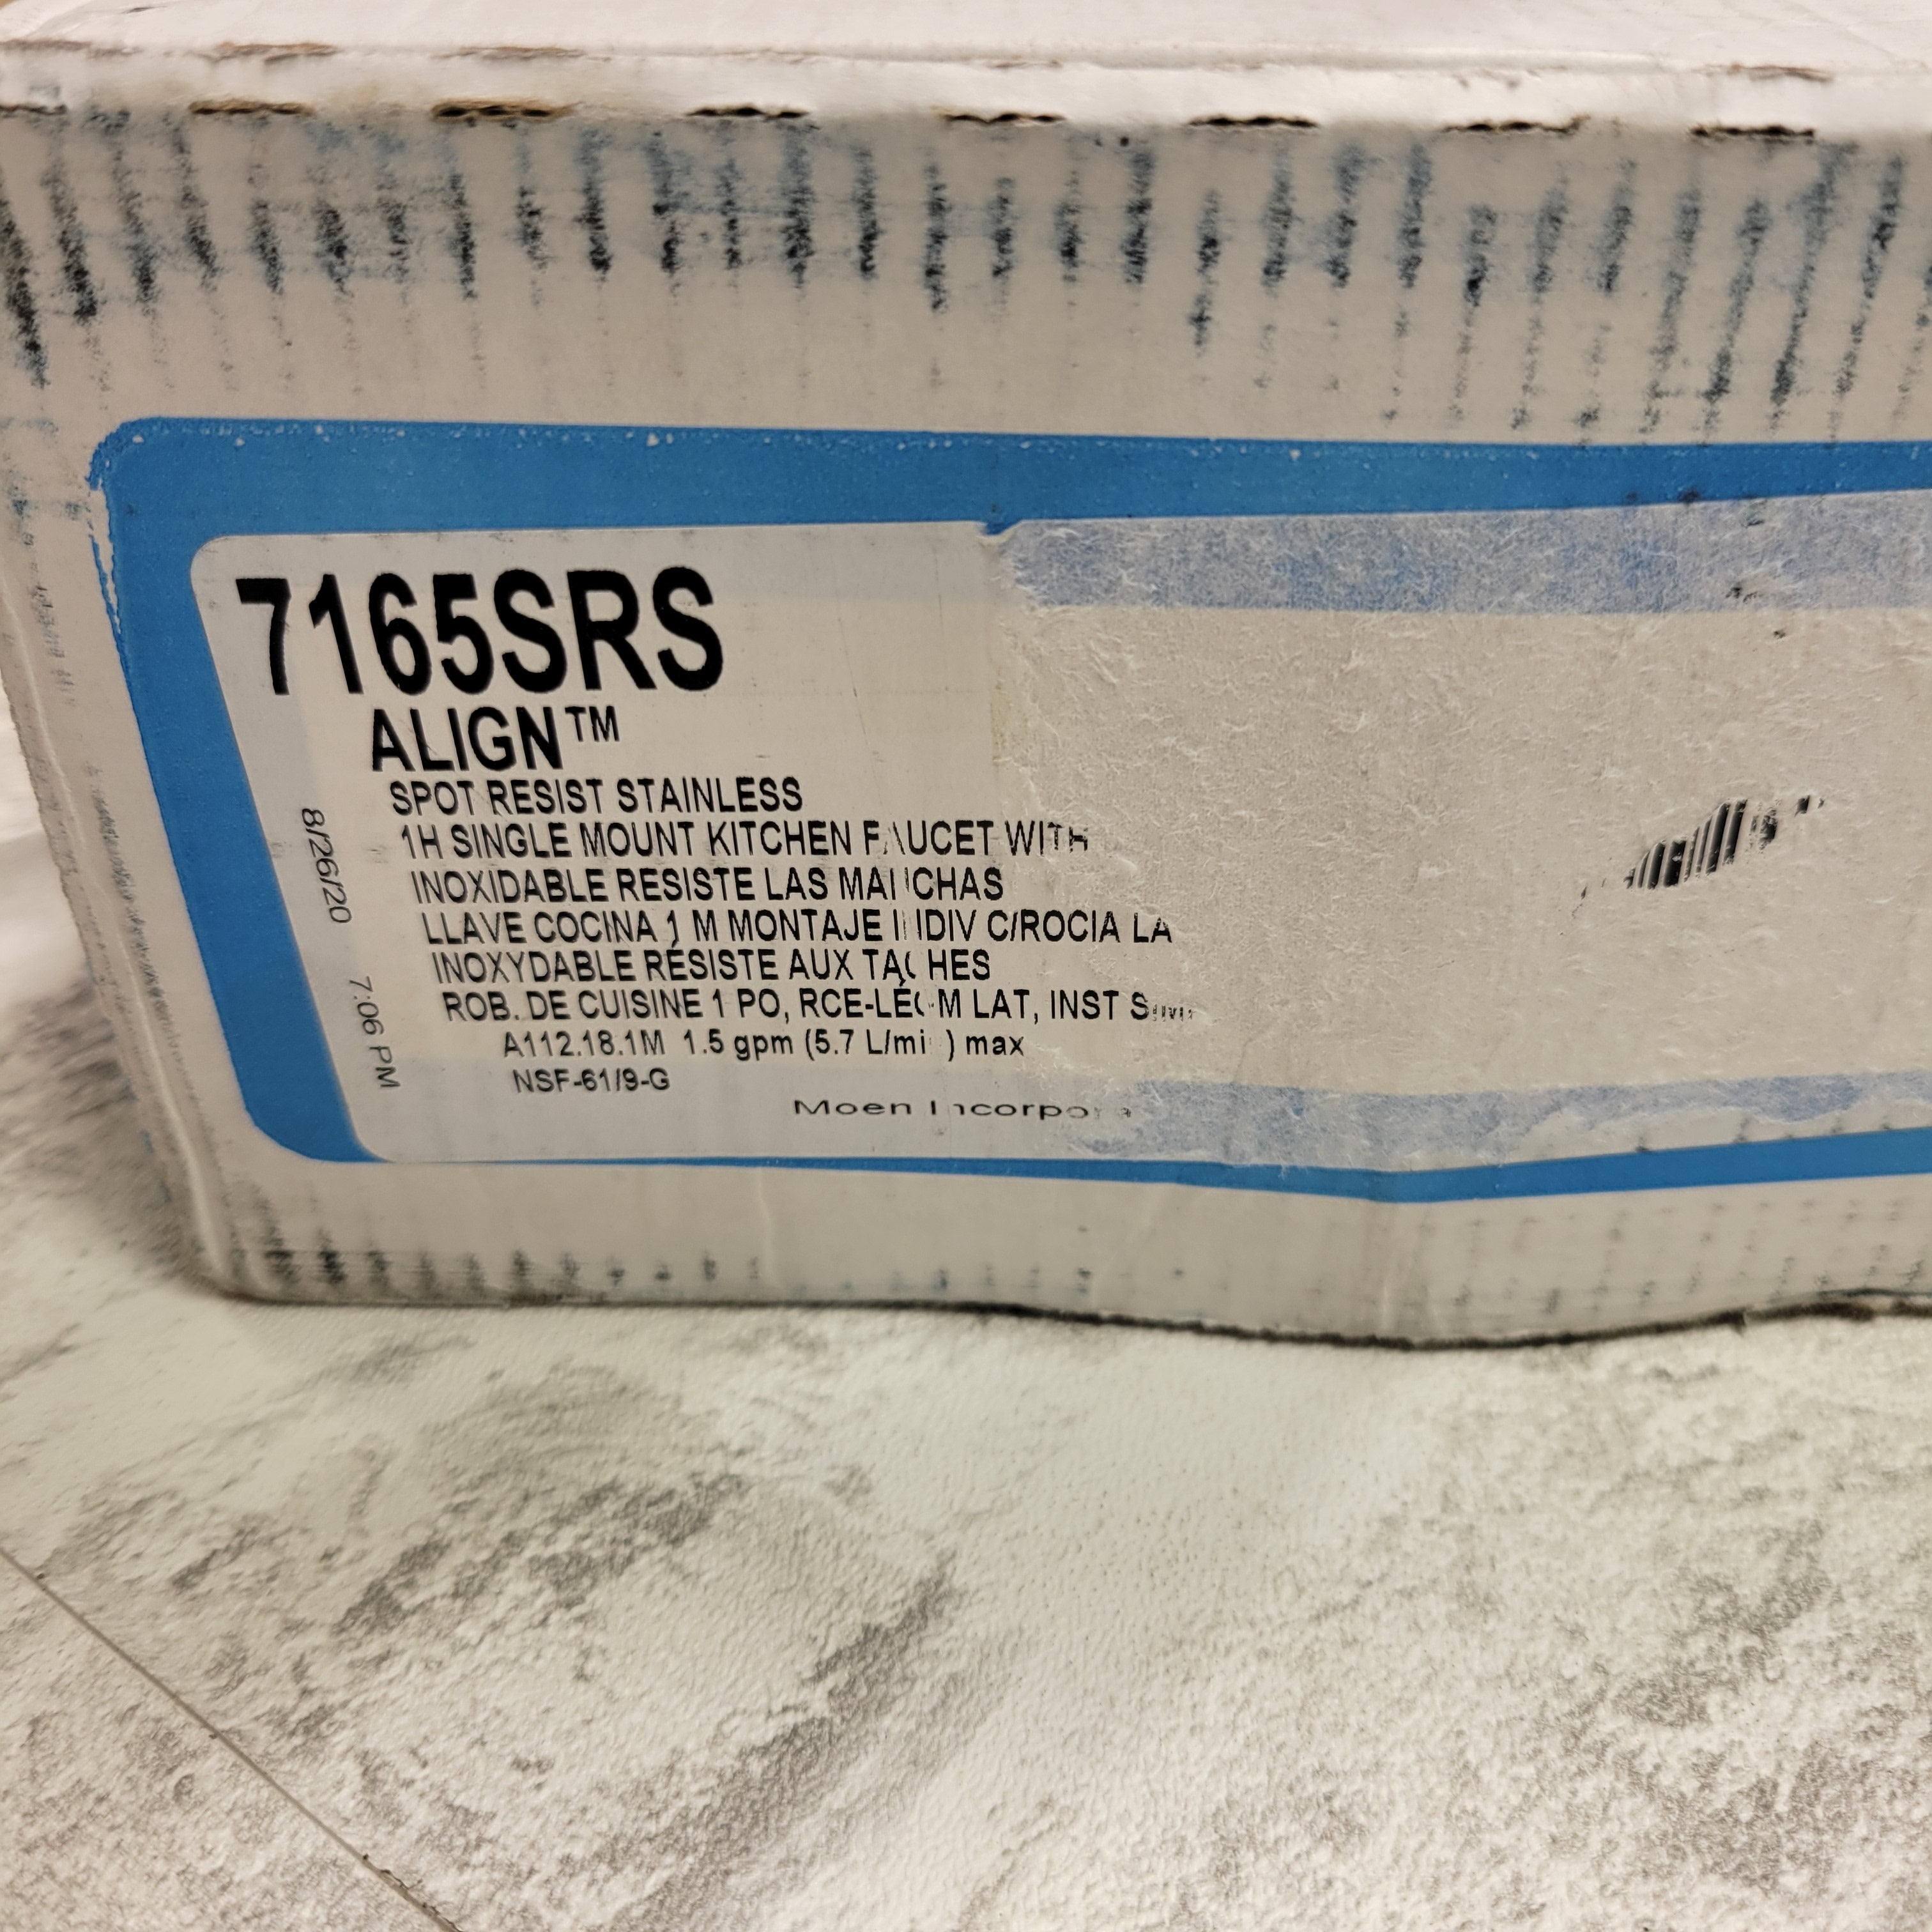 7165SRS
ALIGN™
SPOT RESIST STAINLESS
1H SINGLE MOUNT KITCHEN FAUCET WITH
INOXIDABLE RESISTE LAS MANCHAS
LLAVE COCINA 1 M MONTAJE INDIV C/ROCIA LA
INOXYDABLE RÉSISTE AUX TACHES
ROB. DE CUISINE 1 PO, RCE-LÉGM LAT, INST
A112.18.1M 1.5 gpm (5.7 L/min) max
NSF-61/9-G
Moen
8/26/20 7:06 PM